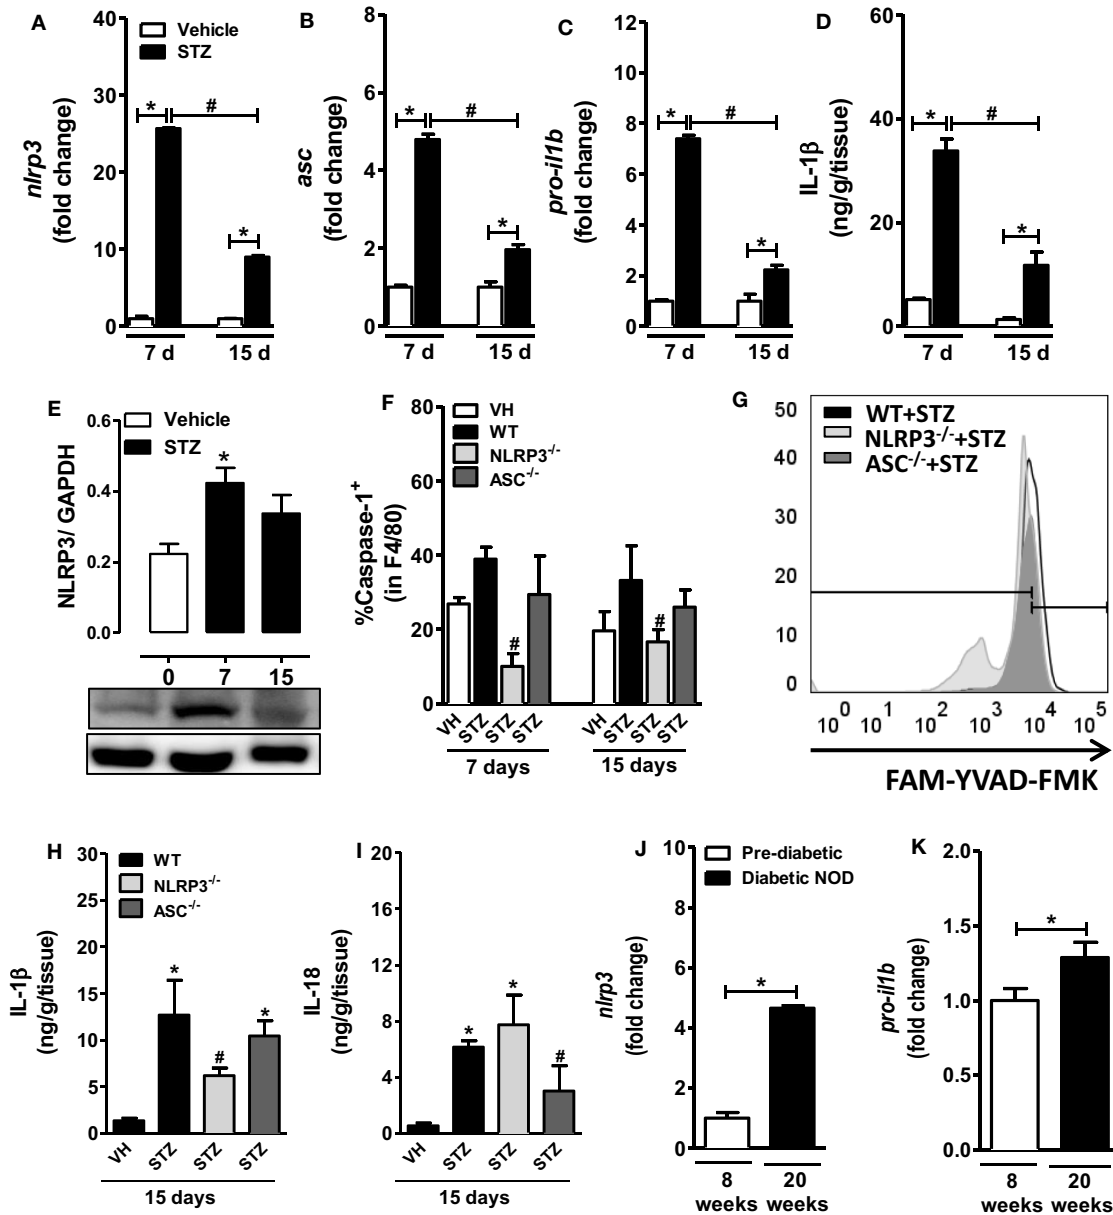 A
Vehicle
STZ
nlrp3
(fold change)
40
30
20
10
0
*
#
*
7 d
15 d
B
asc
(fold change)
8
6
4
2
0
*
#
*
7 d
15 d
C
pro-il1b
(fold change)
12
10
8
6
4
2
0
*
#
*
7 d
15 d
D
IL-1β
(ng/g/tissue)
60
40
20
0
*
#
*
7 d
15 d
E
Vehicle
STZ
NLRP3/ GAPDH
0.6
0.4
0.2
0.0
*
0
7
15
F
VH
WT
NLRP3-/-
ASC-/-
%Caspase-1+
(in F4/80)
80
60
40
20
0
#
#
VH
STZ
STZ
STZ
VH
STZ
STZ
STZ
7 days
15 days
G
WT+STZ
NLRP3-/-+STZ
ASC-/-+STZ
50
40
30
20
10
0
10^0
10^1
10^2
10^3
10^4
10^5
FAM-YVAD-FMK
H
WT
NLRP3-/-
ASC-/-
IL-1β
(ng/g/tissue)
30
25
20
15
10
5
0
*
#
*
VH
STZ
STZ
STZ
15 days
I
IL-18
(ng/g/tissue)
20
16
12
8
4
0
*
*
#
VH
STZ
STZ
STZ
15 days
J
Pre-diabetic
Diabetic NOD
nlrp3
(fold change)
10
8
6
4
2
0
*
8
weeks
20
weeks
K
pro-il1b
(fold change)
2.0
1.5
1.0
0.5
0.0
*
8
weeks
20
weeks